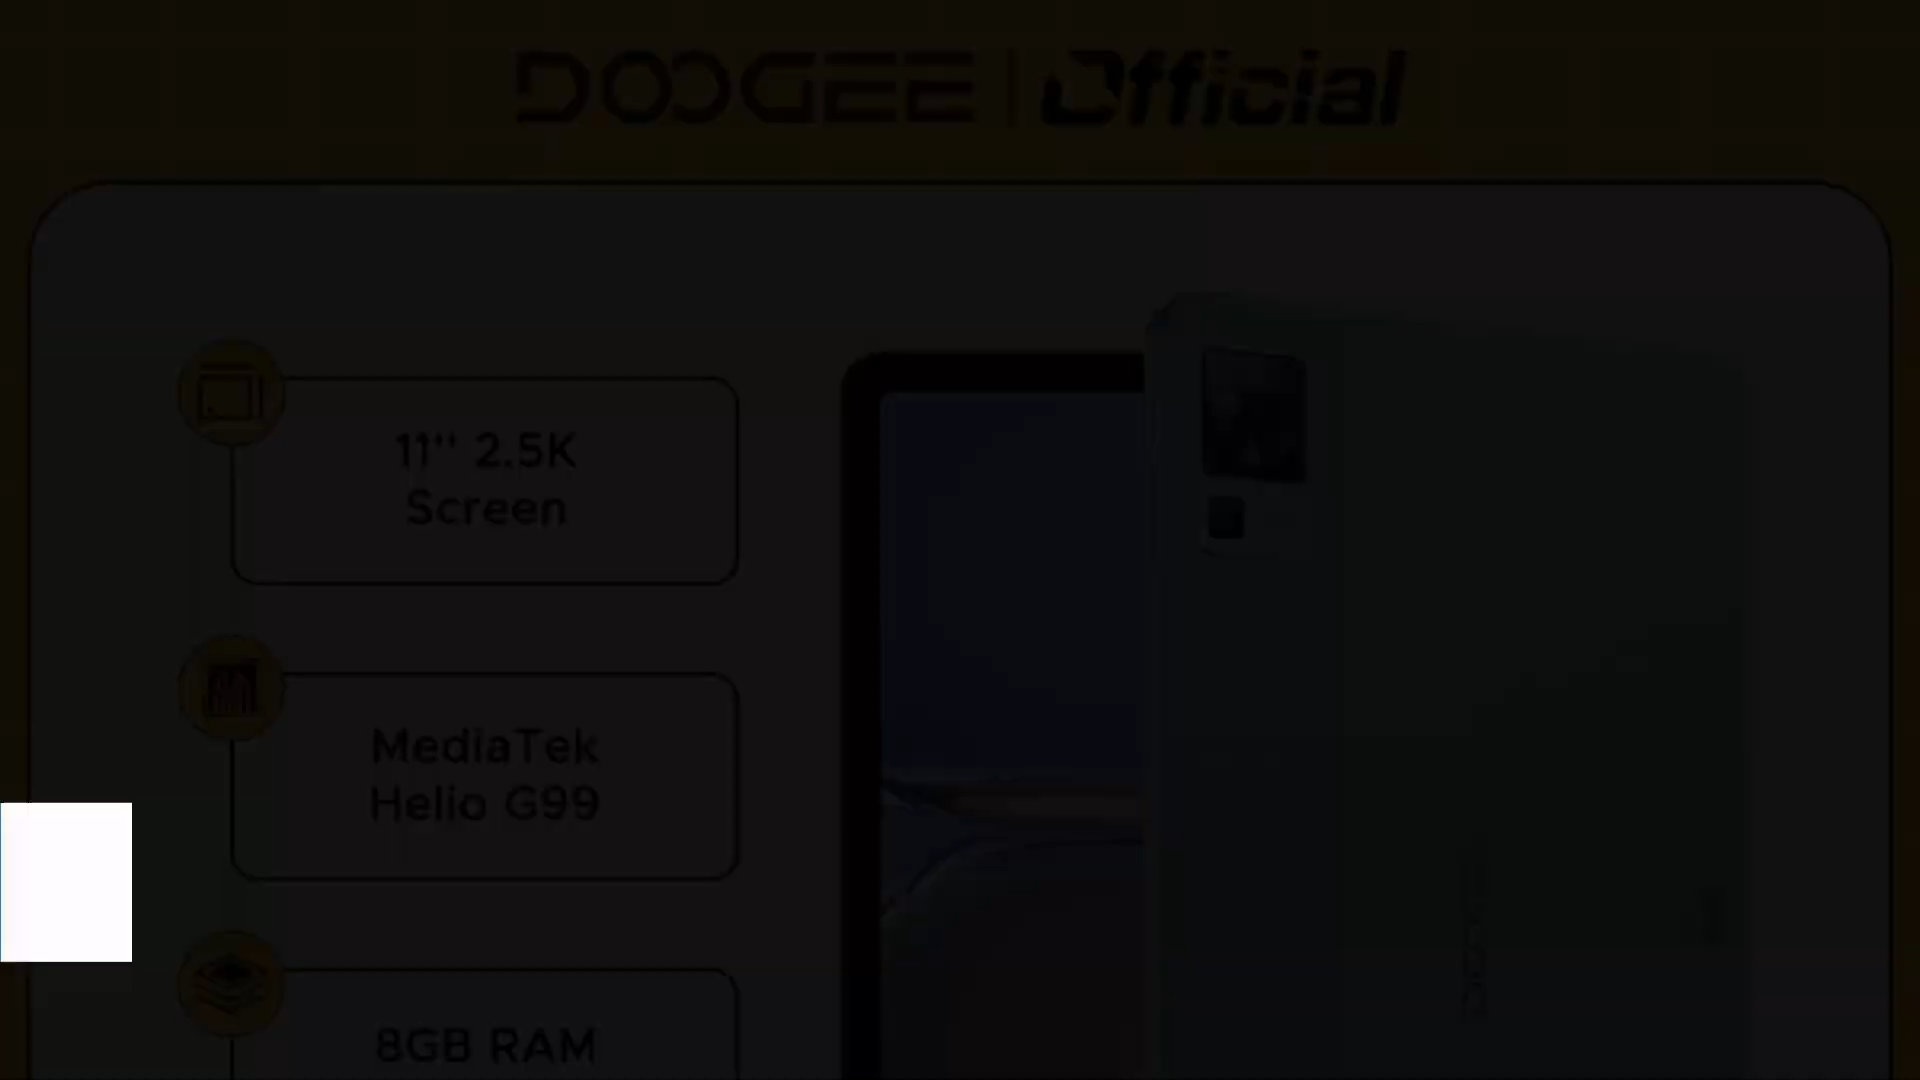 DOOGEE | Official
11" 2.5K
Screen
MediaTek
Helio G99
8GB RAM